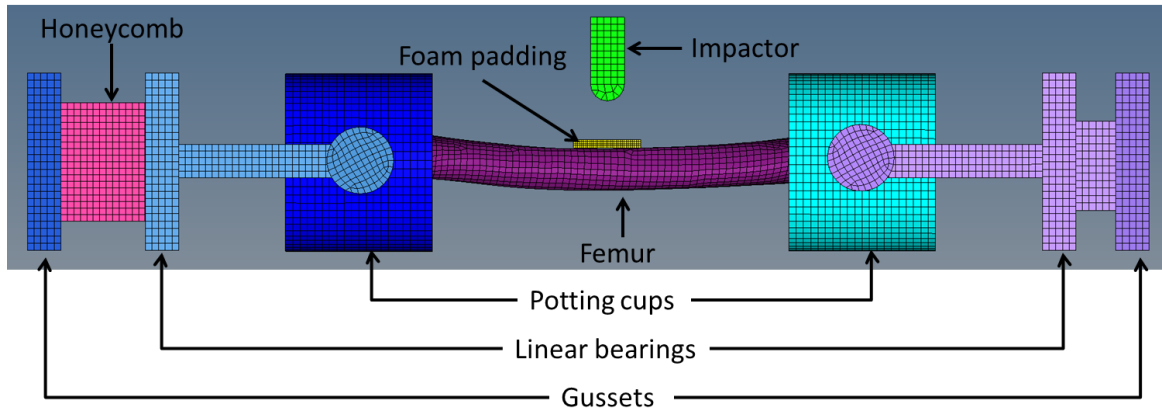 Honeycomb
Foam padding
Impactor
Femur
Potting cups
Linear bearings
Gussets